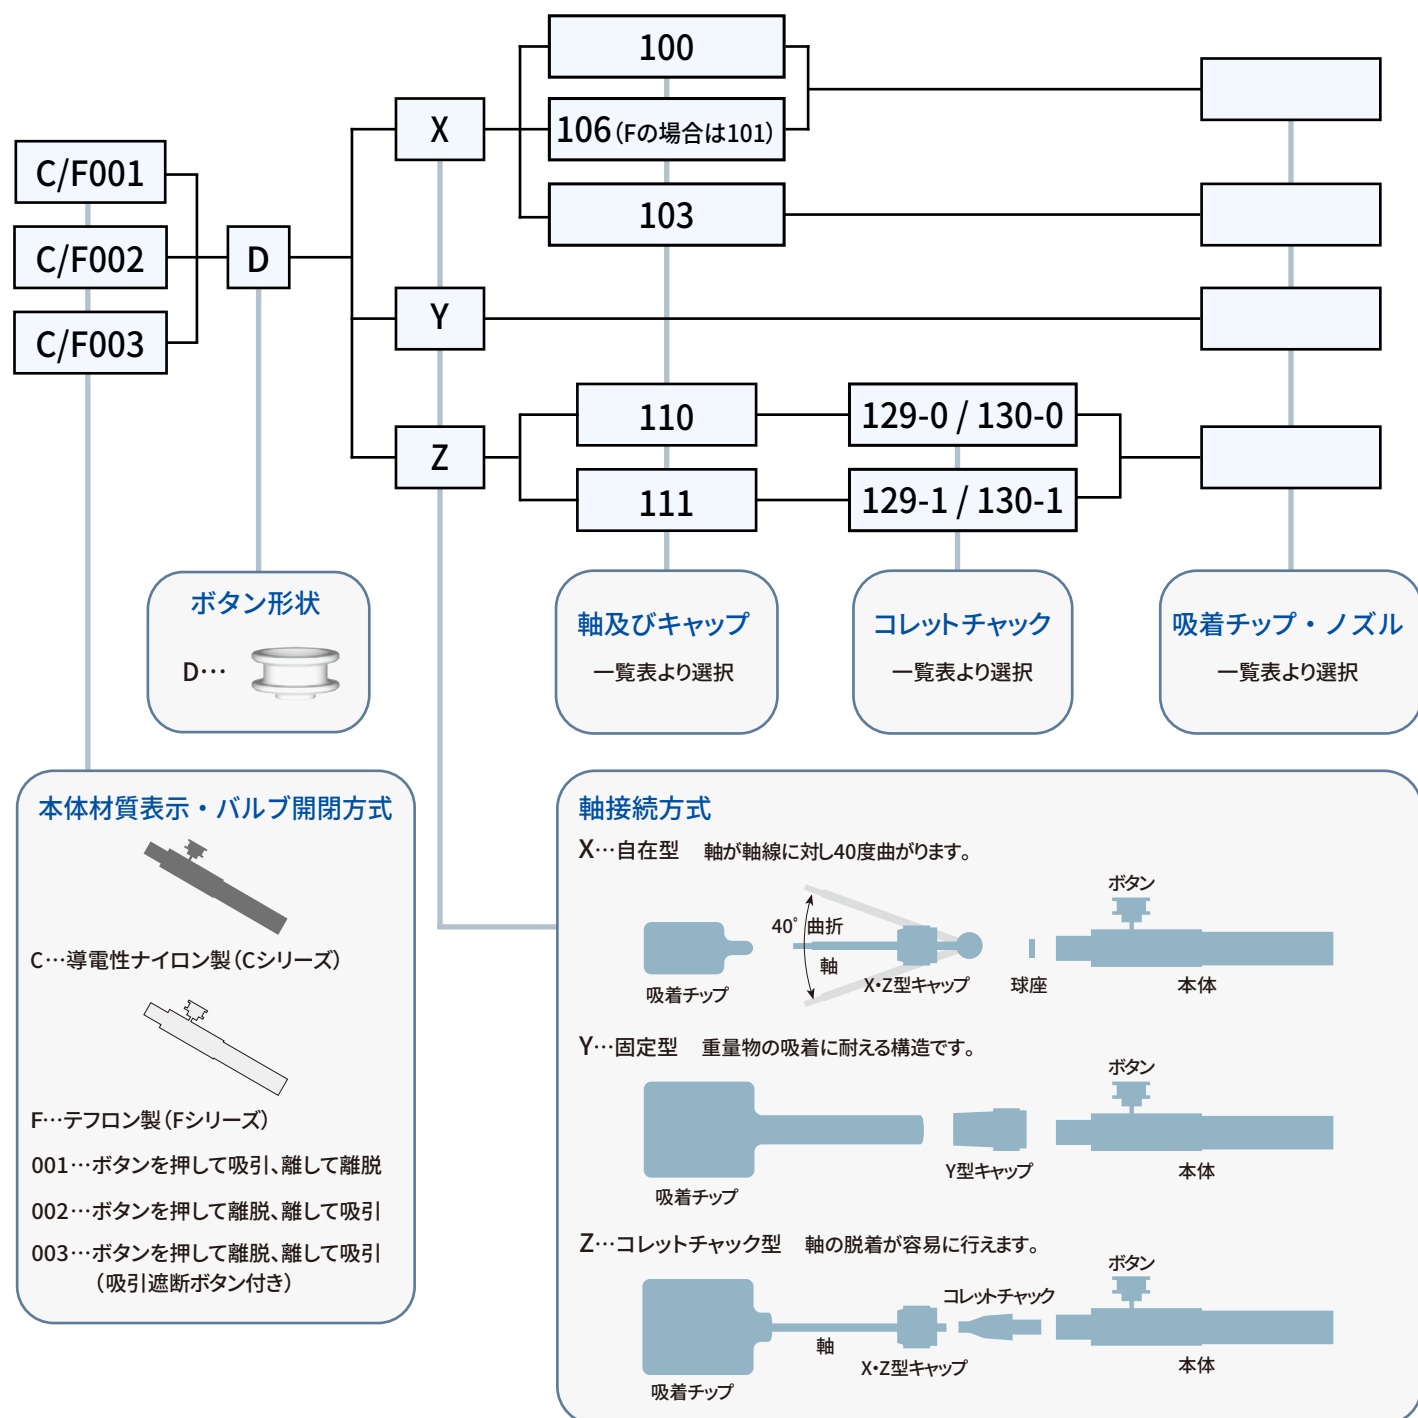 100
106（Fの場合は101）
103
X
C/F001
C/F002
C/F003
D
Y
Z
110
129-0 / 130-0
111
129-1 / 130-1
ボタン形状
D…
軸及びキャップ
一覧表より選択
コレットチャック
一覧表より選択
吸着チップ・ノズル
一覧表より選択
本体材質表示・バルブ開閉方式
C…導電性ナイロン製（Cシリーズ）
F…テフロン製（Fシリーズ）
001…ボタンを押して吸引、離して離脱
002…ボタンを押して離脱、離して吸引
003…ボタンを押して離脱、離して吸引
（吸引遮断ボタン付き）
軸接続方式
X…自在型 軸が軸線に対し40度曲がります。
ボタン
40° 曲折
軸
吸着チップ
X・Z型キャップ
球座
本体
Y…固定型 重量物の吸着に耐える構造です。
ボタン
吸着チップ
Y型キャップ
本体
Z…コレットチャック型 軸の脱着が容易に行えます。
ボタン
コレットチャック
軸
吸着チップ
X・Z型キャップ
本体